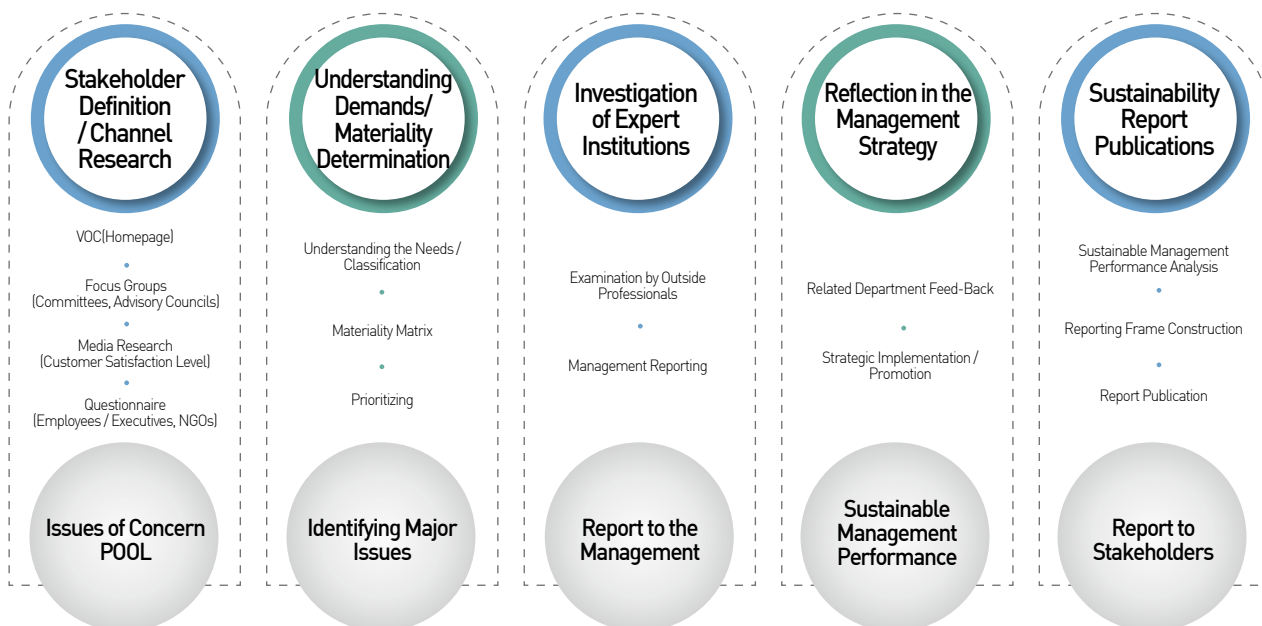 Stakeholder
Definition
/ Channel
Research
VOC(Homepage)
Focus Groups
(Committees, Advisory Councils)
Media Research
(Customer Satisfaction Level)
Questionnaire
(Employees / Executives, NGOs)
Issues of Concern
POOL
Understanding
Demands/
Materiality
Determination
Understanding the Needs /
Classification
Materiality Matrix
Prioritizing
Identifying Major
Issues
Investigation
of Expert
Institutions
Examination by Outside
Professionals
Management Reporting
Report to the
Management
Reflection in the
Management
Strategy
Related Department Feed-Back
Strategic Implementation /
Promotion
Sustainable
Management
Performance
Sustainability
Report
Publications
Sustainable Management
Performance Analysis
Reporting Frame Construction
Report Publication
Report to
Stakeholders